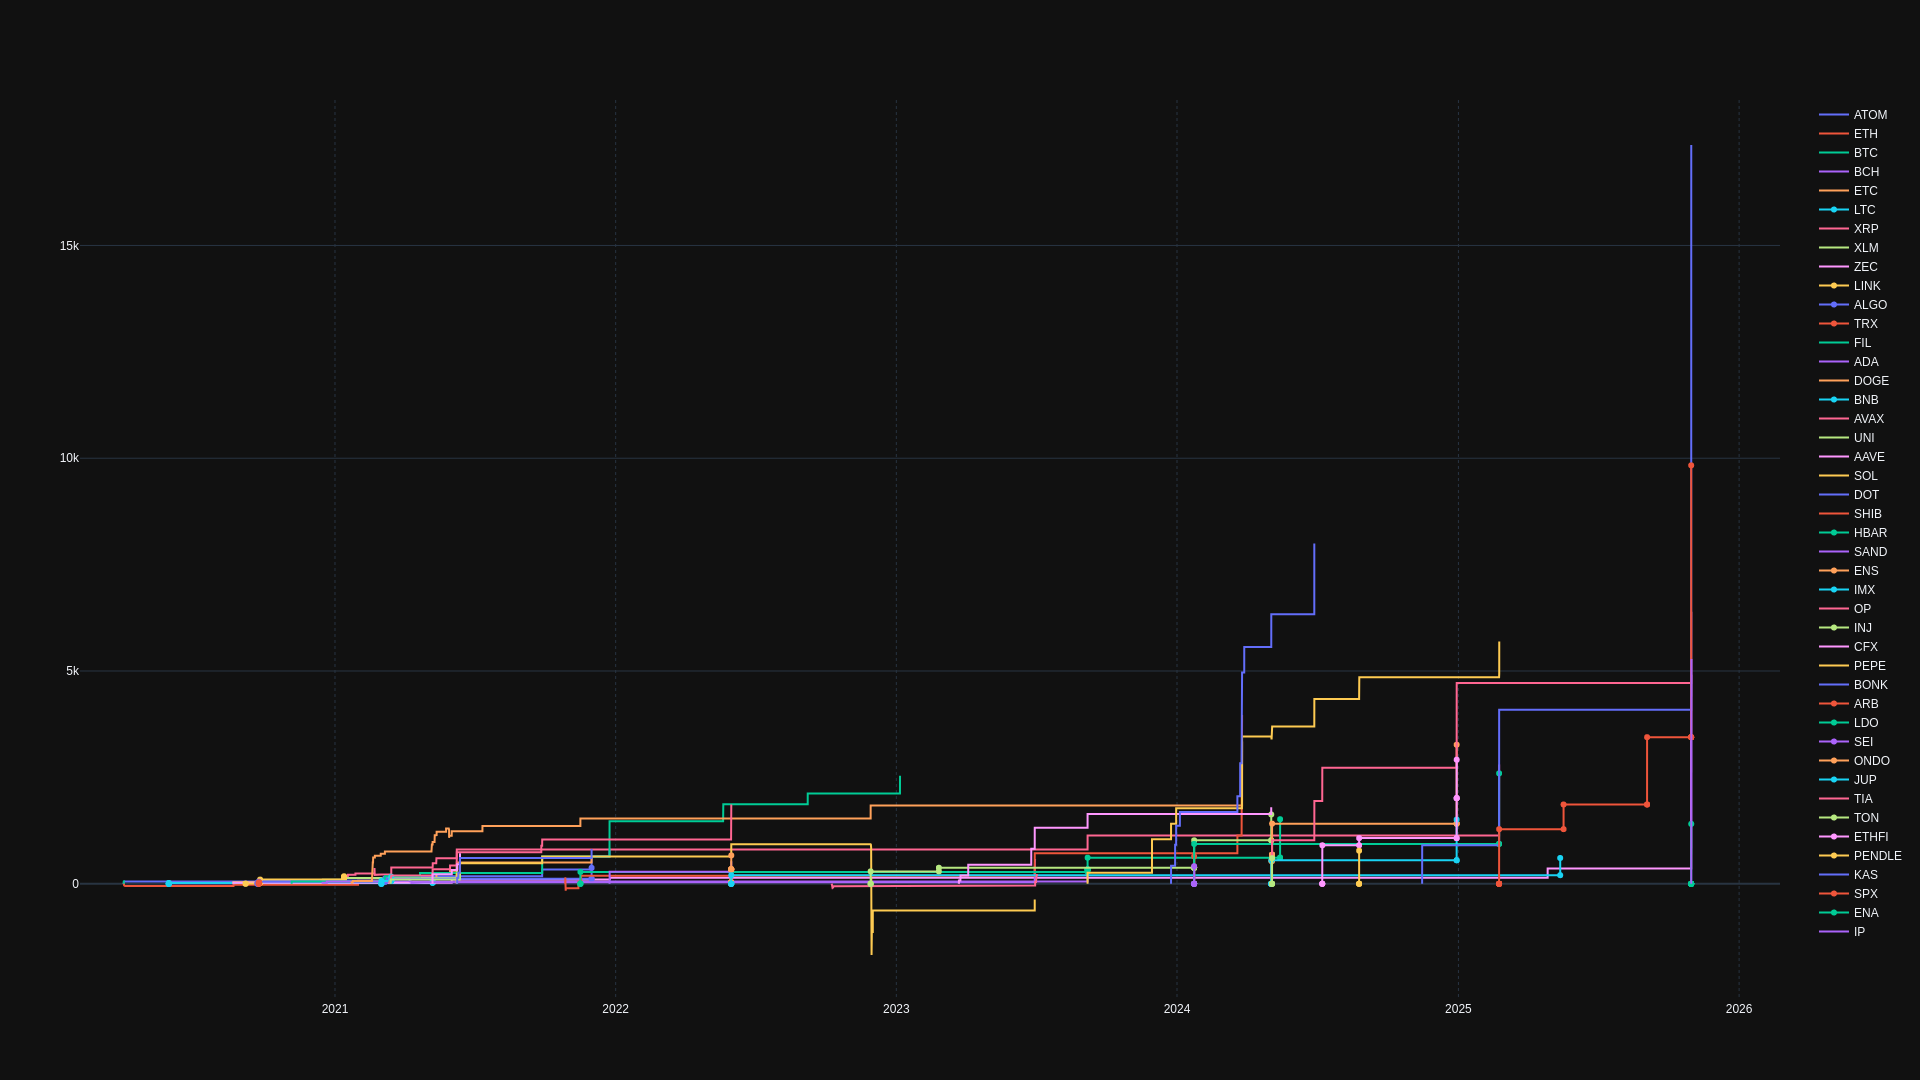 15k
10k
5k
0
2021
2022
2023
2024
2025
2026
ATOM
ETH
BTC
BCH
ETC
LTC
XRP
XLM
ZEC
LINK
ALGO
TRX
FIL
ADA
DOGE
BNB
AVAX
UNI
AAVE
SOL
DOT
SHIB
HBAR
SAND
ENS
IMX
OP
INJ
CFX
PEPE
BONK
ARB
LDO
SEI
ONDO
JUP
TIA
TON
ETHFI
PENDLE
KAS
SPX
ENA
IP